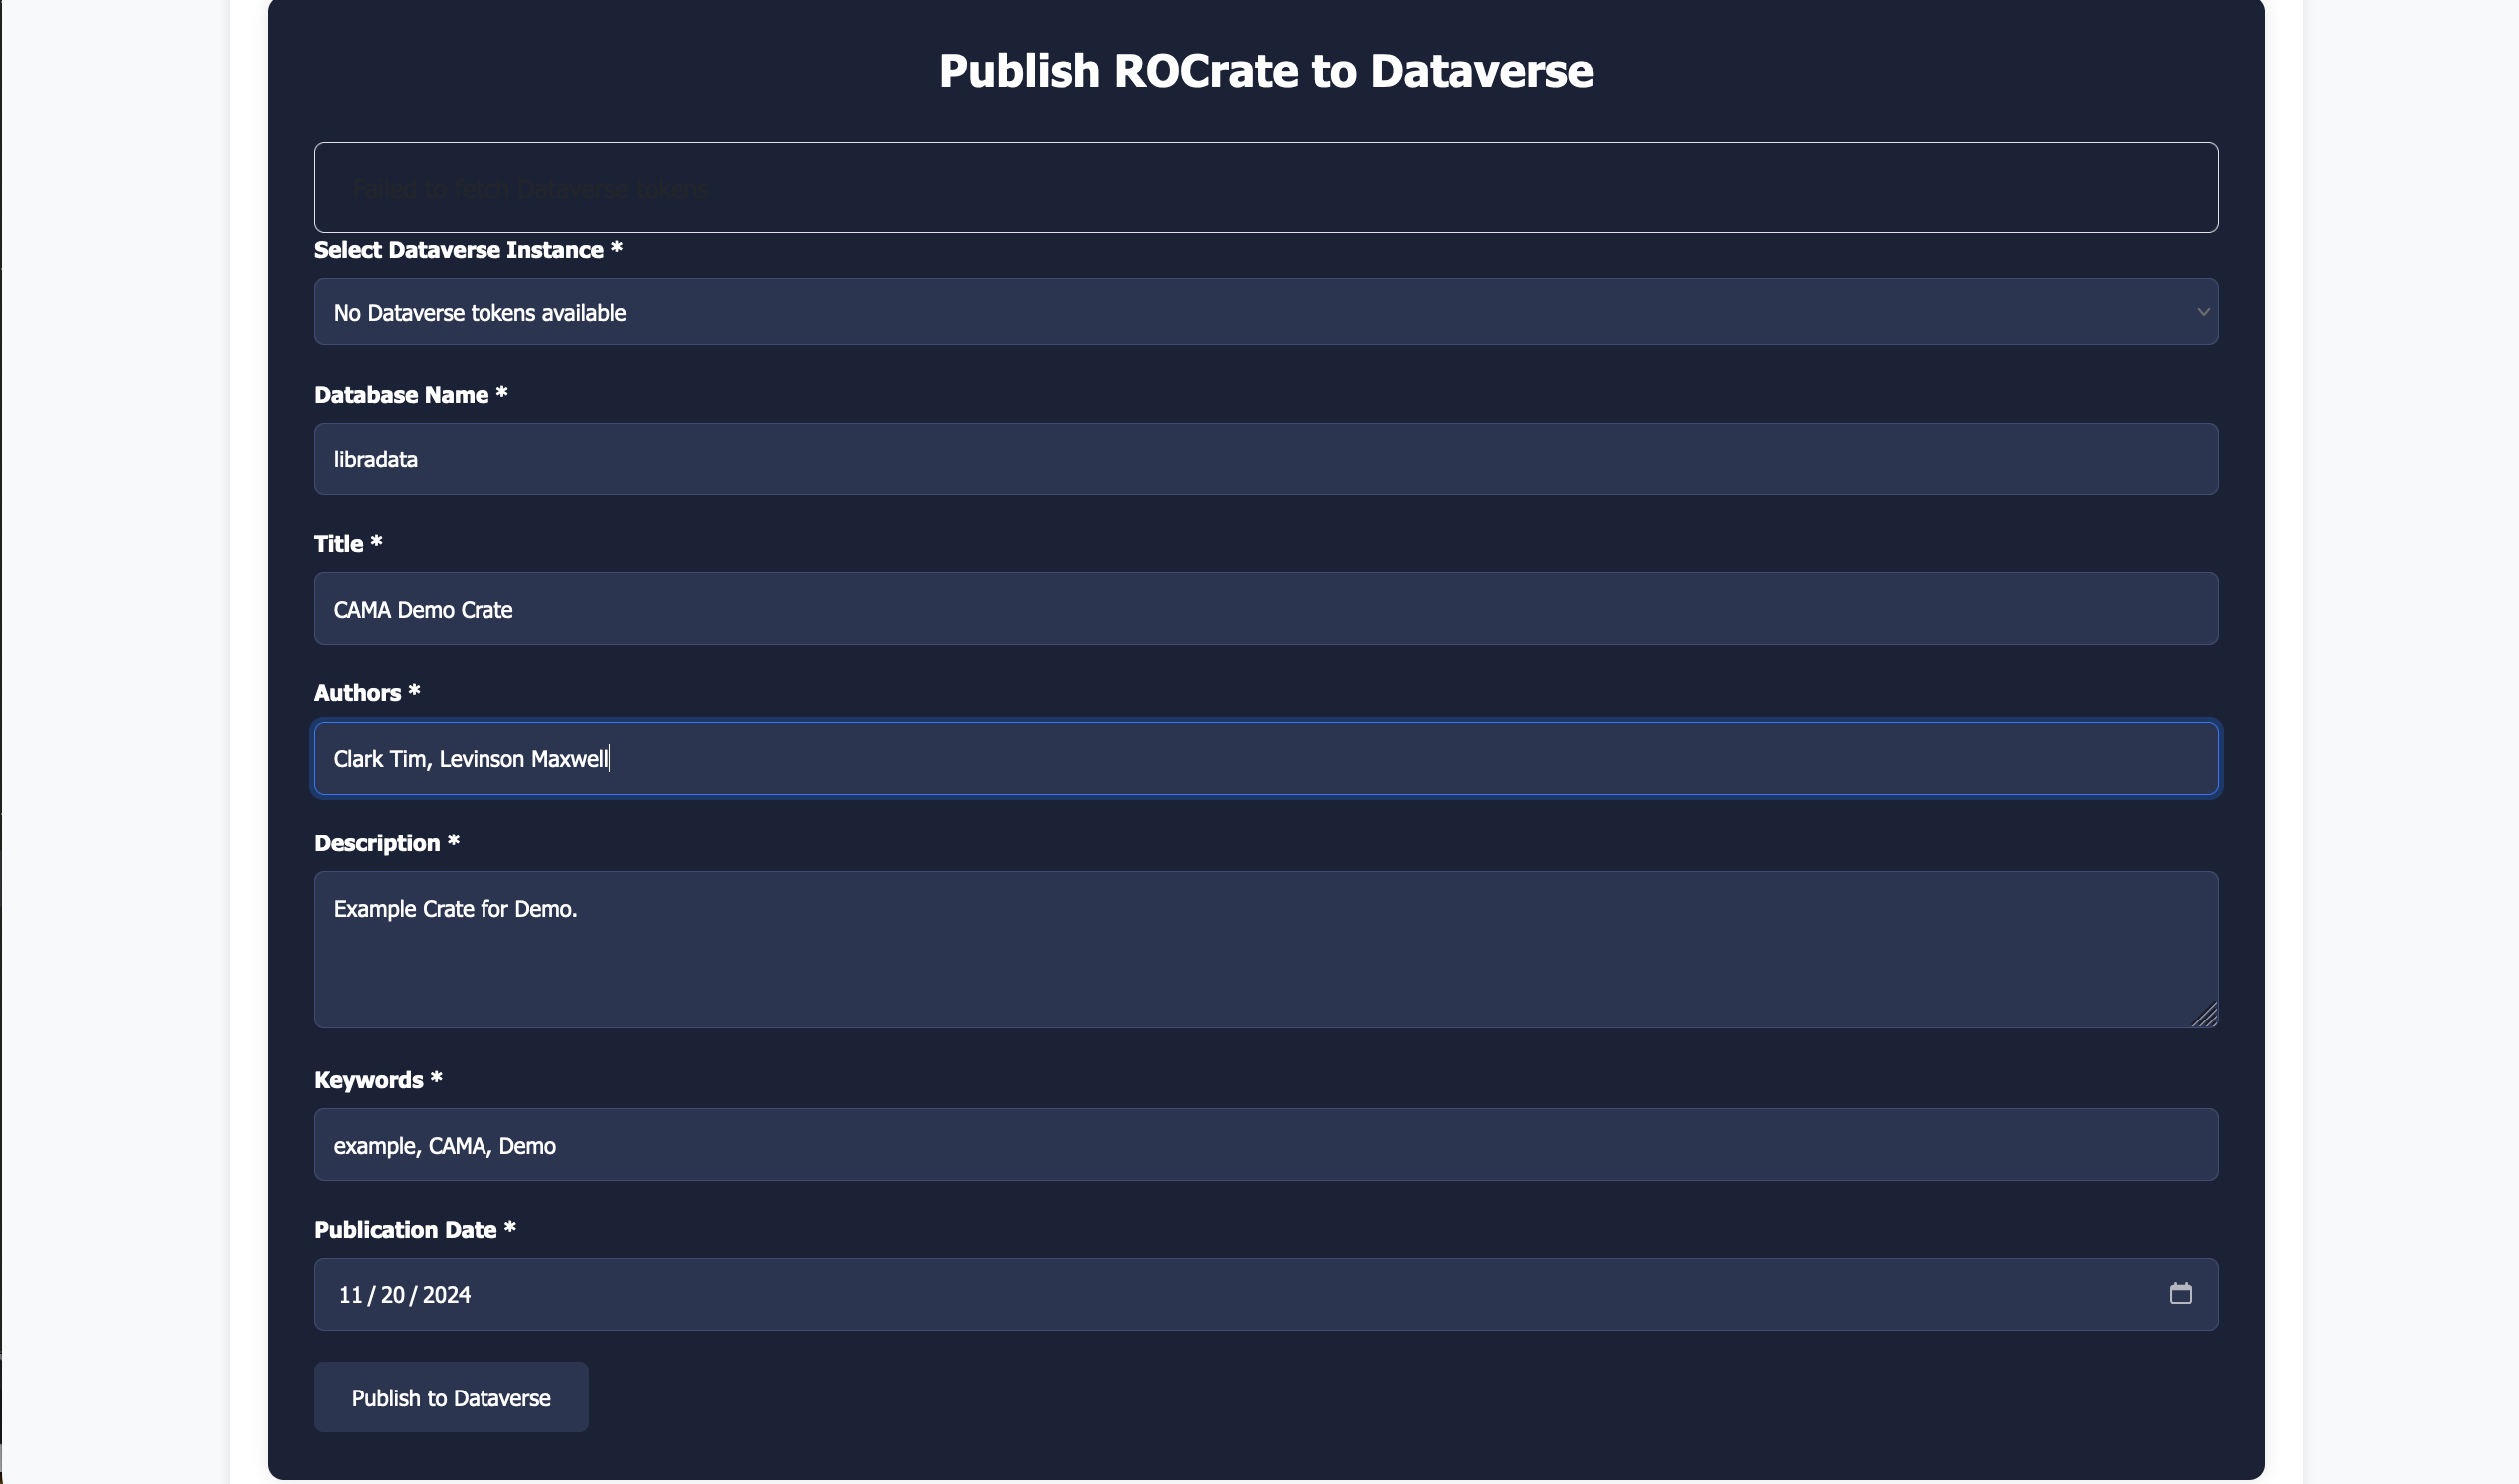 Publish ROCrate to Dataverse
Failed to fetch Dataverse tokens
Select Dataverse Instance *
No Dataverse tokens available
Database Name *
libradata
Title *
CAMA Demo Crate
Authors *
Clark Tim, Levinson Maxwell
Description *
Example Crate for Demo.
Keywords *
example, CAMA, Demo
Publication Date *
11 / 20 / 2024
Publish to Dataverse